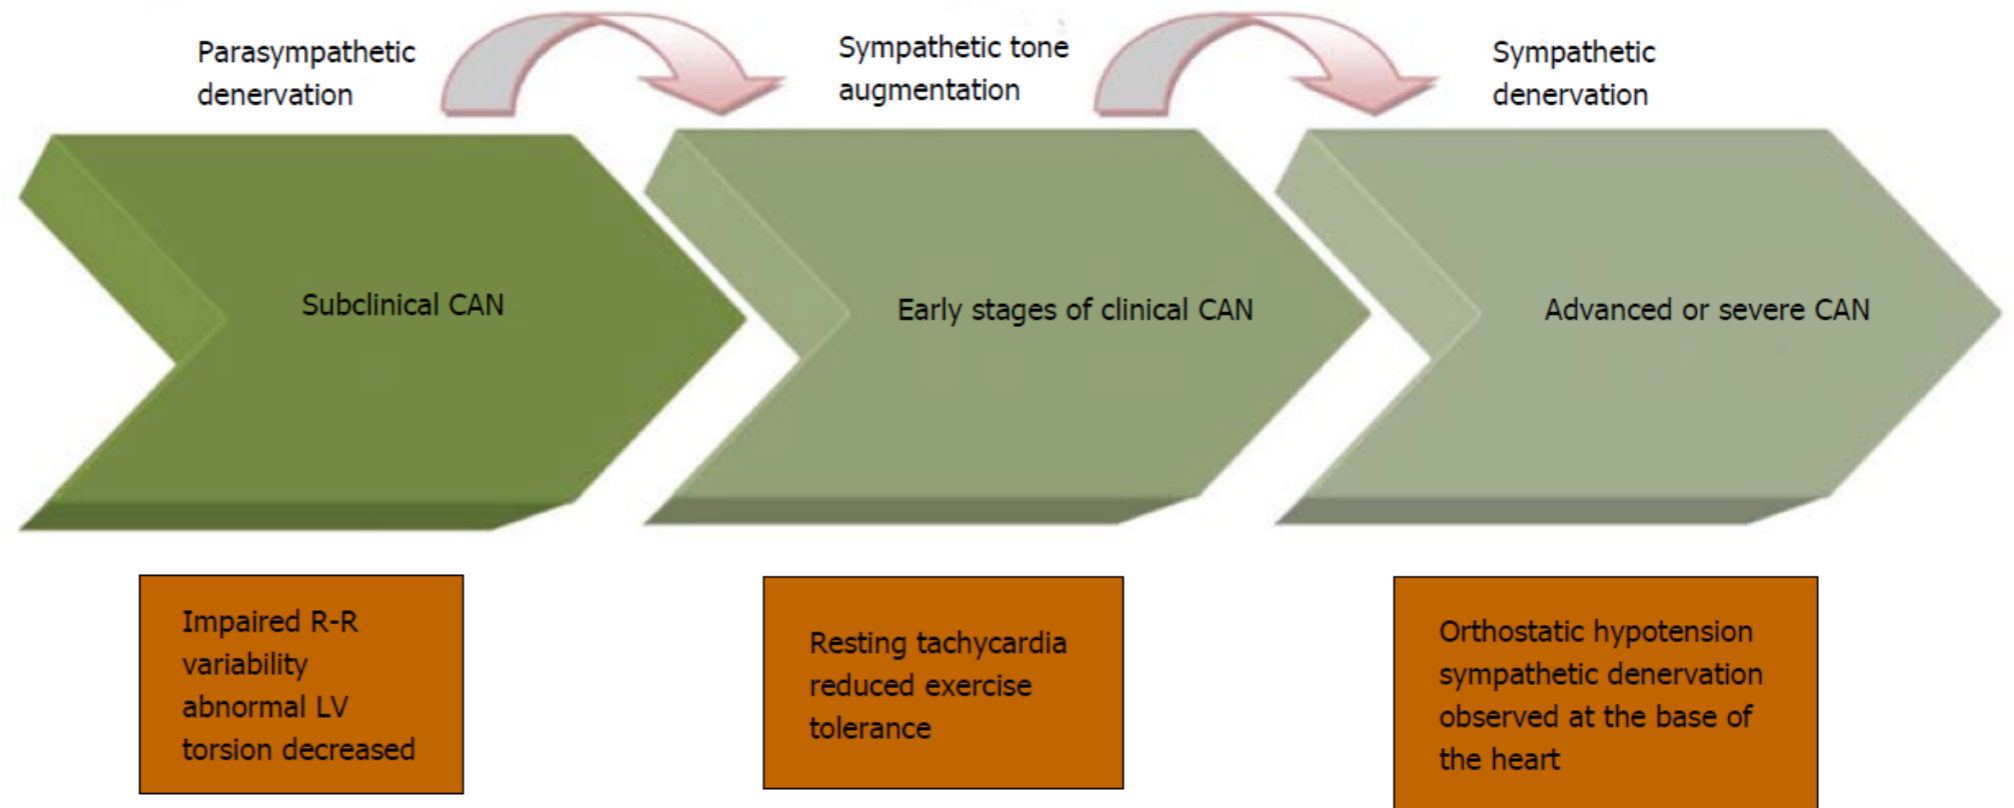 Parasympathetic
denervation
Sympathetic tone
augmentation
Sympathetic
denervation
Subclinical CAN
Early stages of clinical CAN
Advanced or severe CAN
Impaired R-R
variability
abnormal LV
torsion decreased
Resting tachycardia
reduced exercise
tolerance
Orthostatic hypotension
sympathetic denervation
observed at the base of
the heart